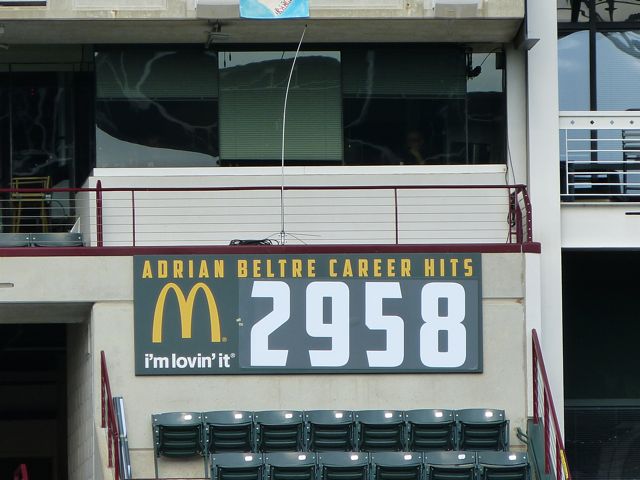 ADRIAN BELTRE CAREER HITS
2958
i'm lovin' it®